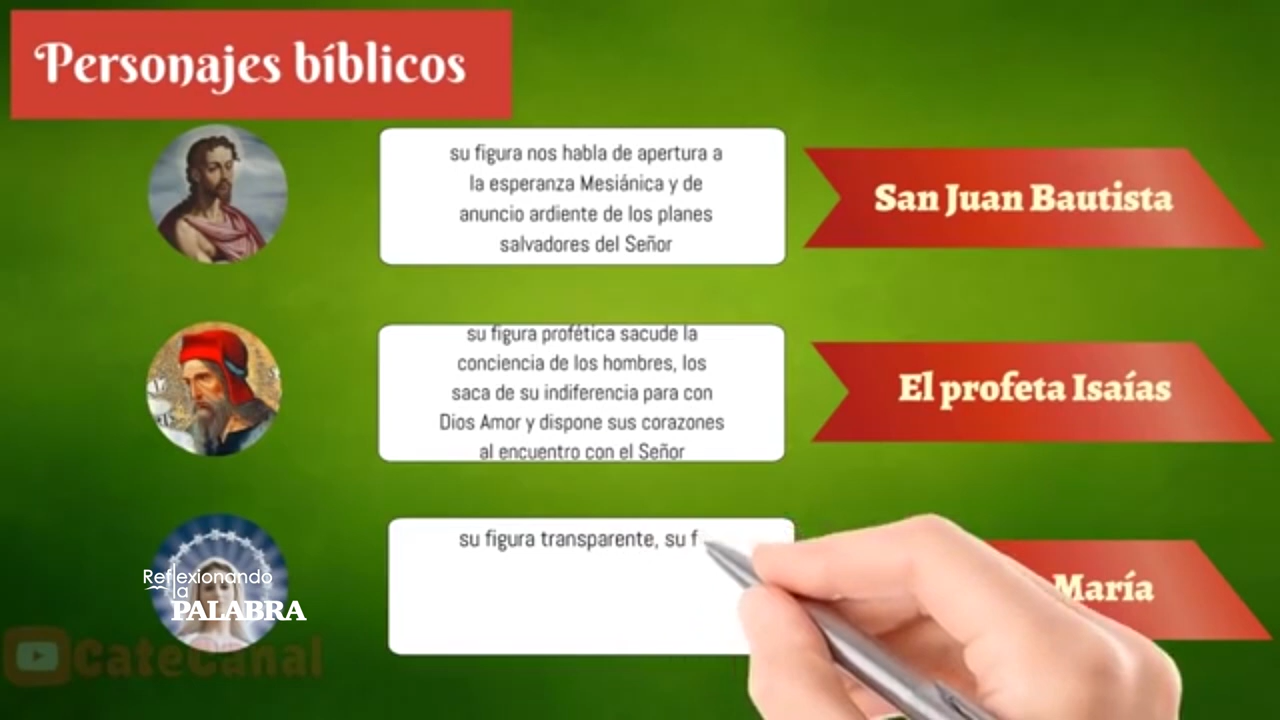 Personajes bíblicos
su figura nos habla de apertura a
la esperanza Mesiánica y de
anuncio ardiente de los planes
salvadores del Señor
San Juan Bautista
su figura profética sacude la
conciencia de los hombres, los
saca de su indiferencia para con
Dios Amor y dispone sus corazones
al encuentro con el Señor
El profeta Isaías
su figura transparente, su f
María
Reflexionando
la
PALABRA
CateCanal